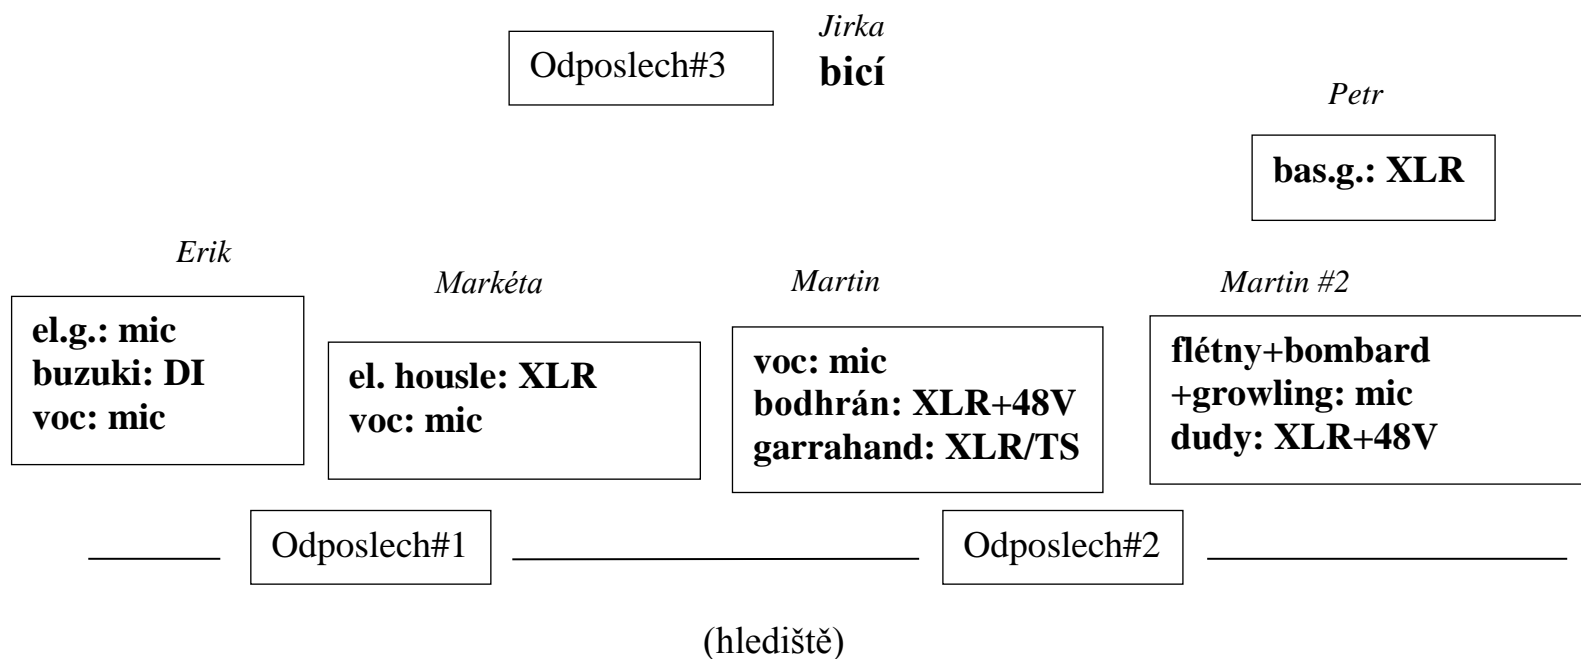 Jirka
Odposlech#3
bicí
Petr
bas.g.: XLR
Erik
Markéta
Martin
Martin #2
el.g.: mic
buzuki: DI
voc: mic
el. housle: XLR
voc: mic
voc: mic
bodhrán: XLR+48V
garrahand: XLR/TS
flétny+bombard
+growling: mic
dudy: XLR+48V
Odposlech#1
Odposlech#2
(hlediště)